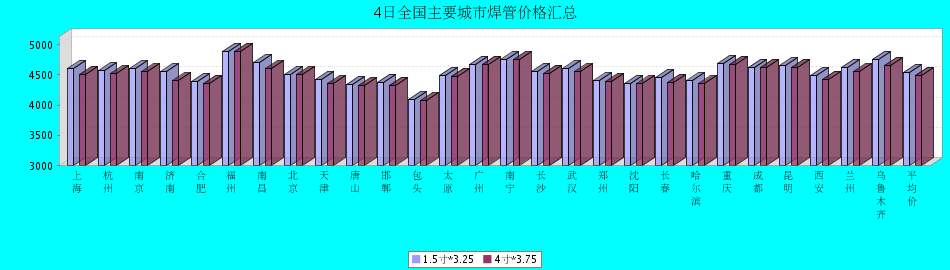 4日全国主要城市焊管价格汇总
5000
4500
4000
3500
3000
上海 杭州 南京 济南 合肥 福州 南昌 北京 天津 唐山 邯郸 包头 太原 广州 南宁 长沙 武汉 郑州 沈阳 长春 哈尔滨 重庆 成都 昆明 西安 兰州 乌鲁木齐 平均价
1.5寸*3.25 4寸*3.75